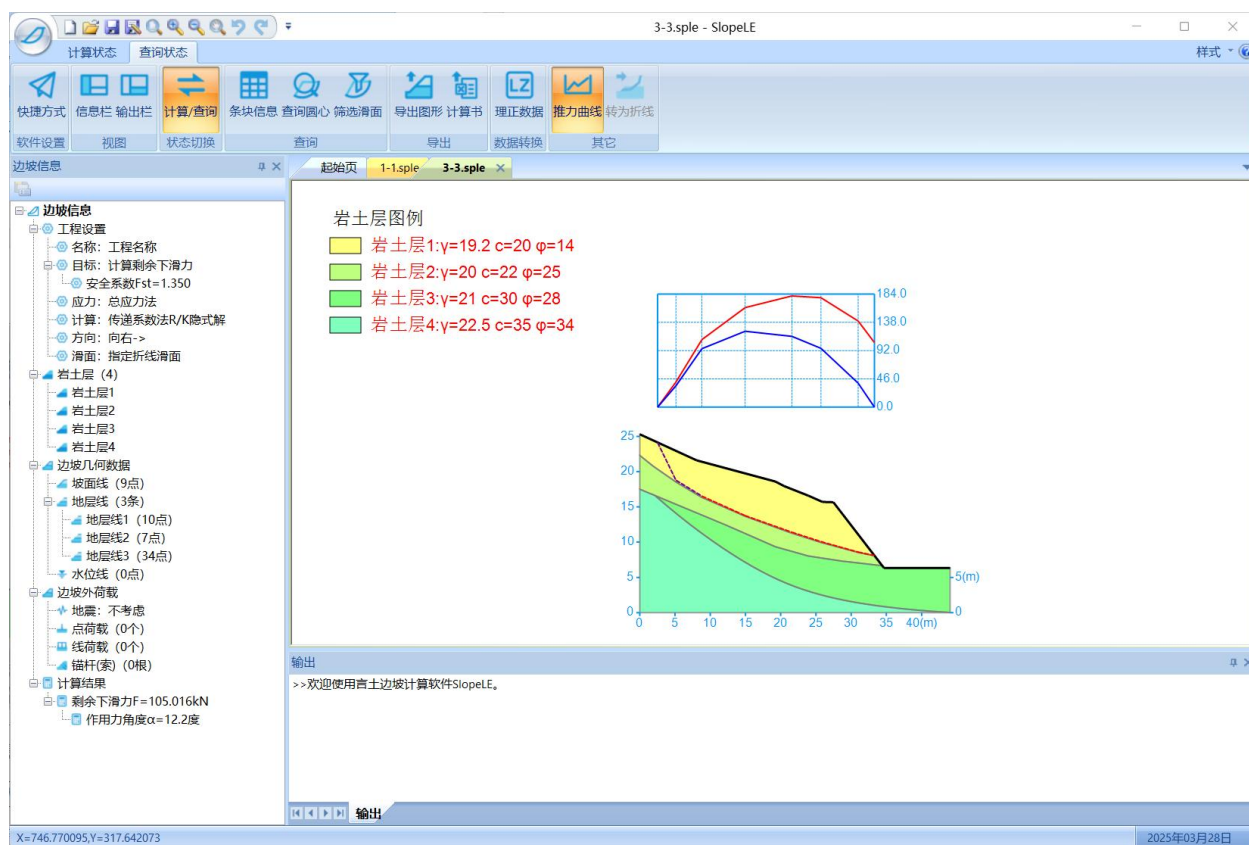 3-3.sple - SlopeLE
计算状态 查询状态 样式
快捷方式 信息栏 输出栏 计算/查询 条块信息 查询圆心 筛选滑面 导出图形 计算书 理正数据 推力曲线 转为折线
软件设置 视图 状态切换 查询 导出 数据转换 其它
边坡信息
起始页 1-1.sple 3-3.sple
边坡信息
工程设置
名称：工程名称
目标：计算剩余下滑力
安全系数Fst=1.350
应力：总应力法
计算：传递系数法R/K隐式解
方向：向右->
滑面：指定折线滑面
岩土层（4）
岩土层1
岩土层2
岩土层3
岩土层4
边坡几何数据
坡面线（9点）
地层线（3条）
地层线1（10点）
地层线2（7点）
地层线3（34点）
水位线（0点）
边坡外荷载
地震：不考虑
点荷载（0个）
线荷载（0个）
锚杆(索)（0根）
计算结果
剩余下滑力F=105.016kN
作用力角度α=12.2度
岩土层图例
岩土层1:γ=19.2 c=20 φ=14
岩土层2:γ=20 c=22 φ=25
岩土层3:γ=21 c=30 φ=28
岩土层4:γ=22.5 c=35 φ=34
184.0
138.0
92.0
46.0
0.0
25
20
15
10
5
0
5(m)
0
0 5 10 15 20 25 30 35 40(m)
输出
>>欢迎使用言土边坡计算软件SlopeLE。
输出
X=746.770095,Y=317.642073
2025年03月28日